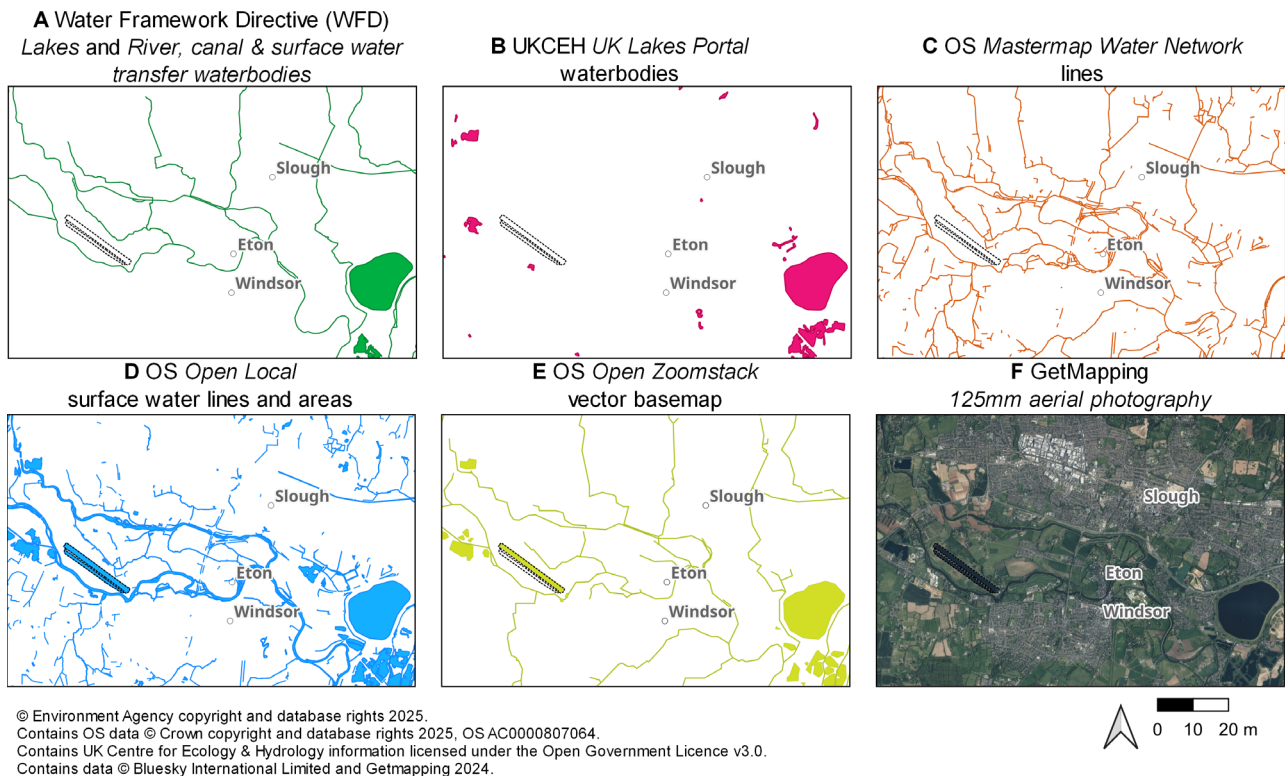 A Water Framework Directive (WFD)
Lakes and River, canal & surface water
transfer waterbodies
B UKCEH UK Lakes Portal
waterbodies
C OS Mastermap Water Network
lines
Slough
Eton
Windsor
Slough
Eton
Windsor
Slough
Eton
Windsor
D OS Open Local
surface water lines and areas
E OS Open Zoomstack
vector basemap
F GetMapping
125mm aerial photography
Slough
Eton
Windsor
Slough
Eton
Windsor
Slough
Eton
Windsor
© Environment Agency copyright and database rights 2025.
Contains OS data © Crown copyright and database rights 2025, OS AC0000807064.
Contains UK Centre for Ecology & Hydrology information licensed under the Open Government Licence v3.0.
Contains data © Bluesky International Limited and Getmapping 2024.
0 10 20 m